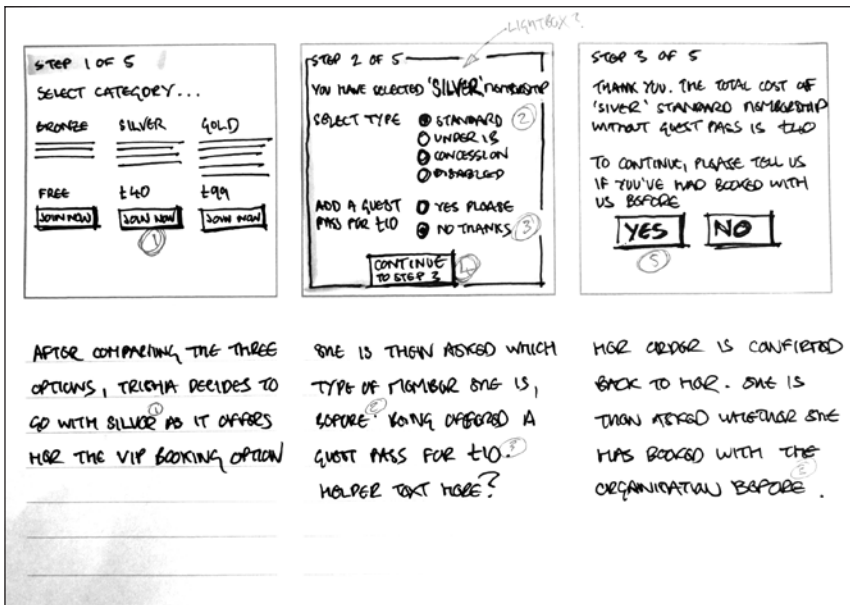 LIGHTBOX?
STEP 1 OF 5
SELECT CATEGORY...
BRONZE SILVER GOLD
FREE £40 £99
JOIN NOW JOIN NOW JOIN NOW
1
STEP 2 OF 5
YOU HAVE SELECTED 'SILVER' MEMBERSHIP
SELECT TYPE STANDARD 2
UNDER 18
CONCESSION
DISABLED
ADD A GUEST YES PLEASE
PASS FOR £10 NO THANKS 3
CONTINUE 4
TO STEP 3
STEP 3 OF 5
THANK YOU. THE TOTAL COST OF
'SIVER' STANDARD MEMBERSHIP
WITHOUT GUEST PASS IS £40
TO CONTINUE, PLEASE TELL US
IF YOU'VE HAD BOOKED WITH
US BEFORE
YES NO
5
AFTER COMPARING THE THREE
OPTIONS, TRISHA DECIDES TO
GO WITH SILVER 1 AS IT OFFERS
HER THE VIP BOOKING OPTION
SHE IS THEN ASKED WHICH
TYPE OF MEMBER SHE IS,
BEFORE 2 BEING OFFERED A
GUEST PASS FOR £10. 3
HELPER TEXT HERE?
HER ORDER IS CONFIRMED
BACK TO HER. SHE IS
THEN ASKED WHETHER SHE
HAS BOOKED WITH THE
ORGANISATION BEFORE.